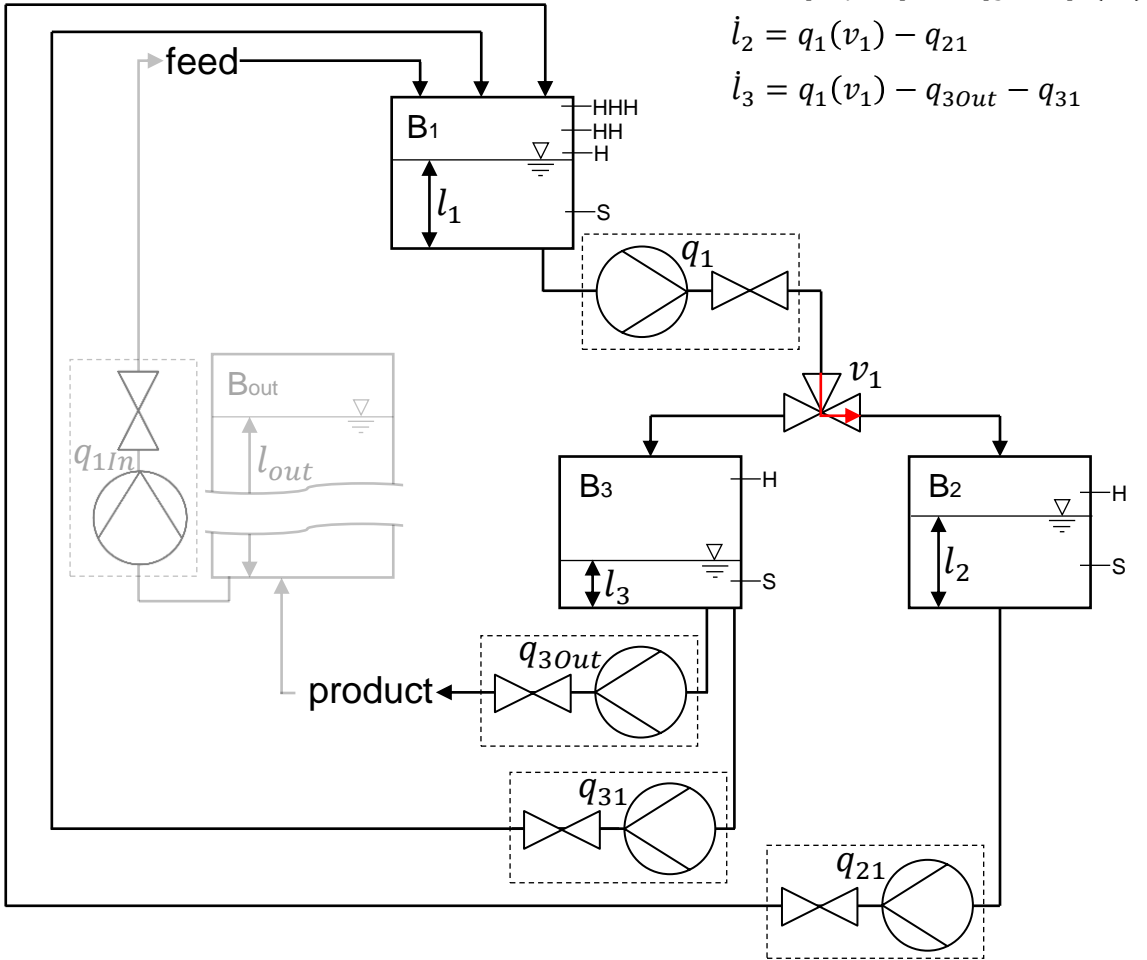 l̇₂ = q₁(v₁) − q₂₁
l̇₃ = q₁(v₁) − q₃Out − q₃₁
feed
B₁
HHH
HH
H
l₁
S
q₁
v₁
Bout
q₁In
lout
B₃
H
B₂
H
l₃
S
l₂
S
q₃Out
product
q₃₁
q₂₁